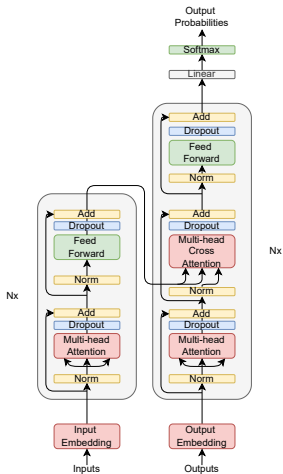 Output
Probabilities
Softmax
Linear
Add
Dropout
Feed
Forward
Norm
Add
Dropout
Multi-head
Cross
Attention
Norm
Add
Dropout
Multi-head
Attention
Norm
Output
Embedding
Outputs
Nx
Add
Dropout
Feed
Forward
Norm
Add
Dropout
Multi-head
Attention
Norm
Input
Embedding
Inputs
Nx